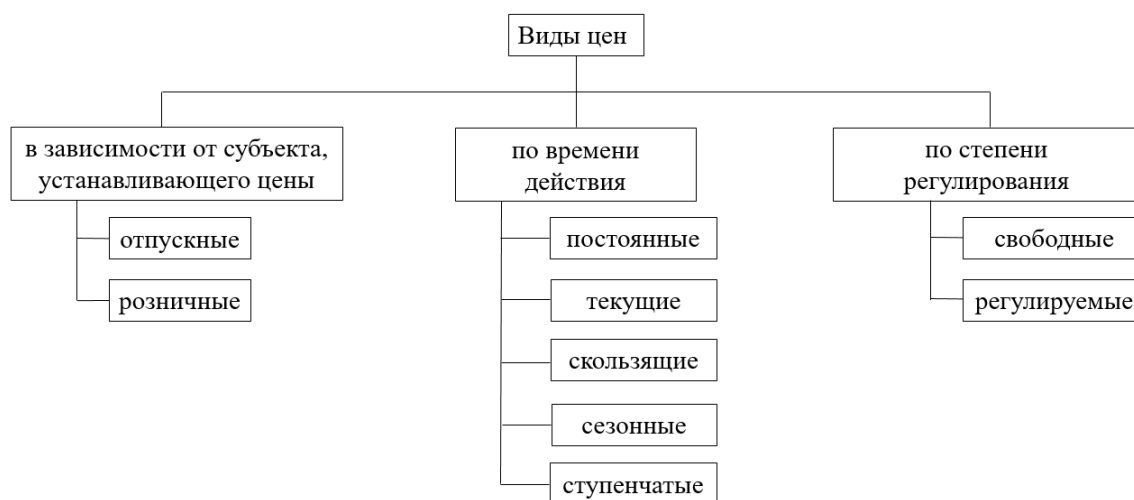 Виды цен
в зависимости от субъекта,
устанавливающего цены
отпускные
розничные
по времени
действия
постоянные
текущие
скользящие
сезонные
ступенчатые
по степени
регулирования
свободные
регулируемые